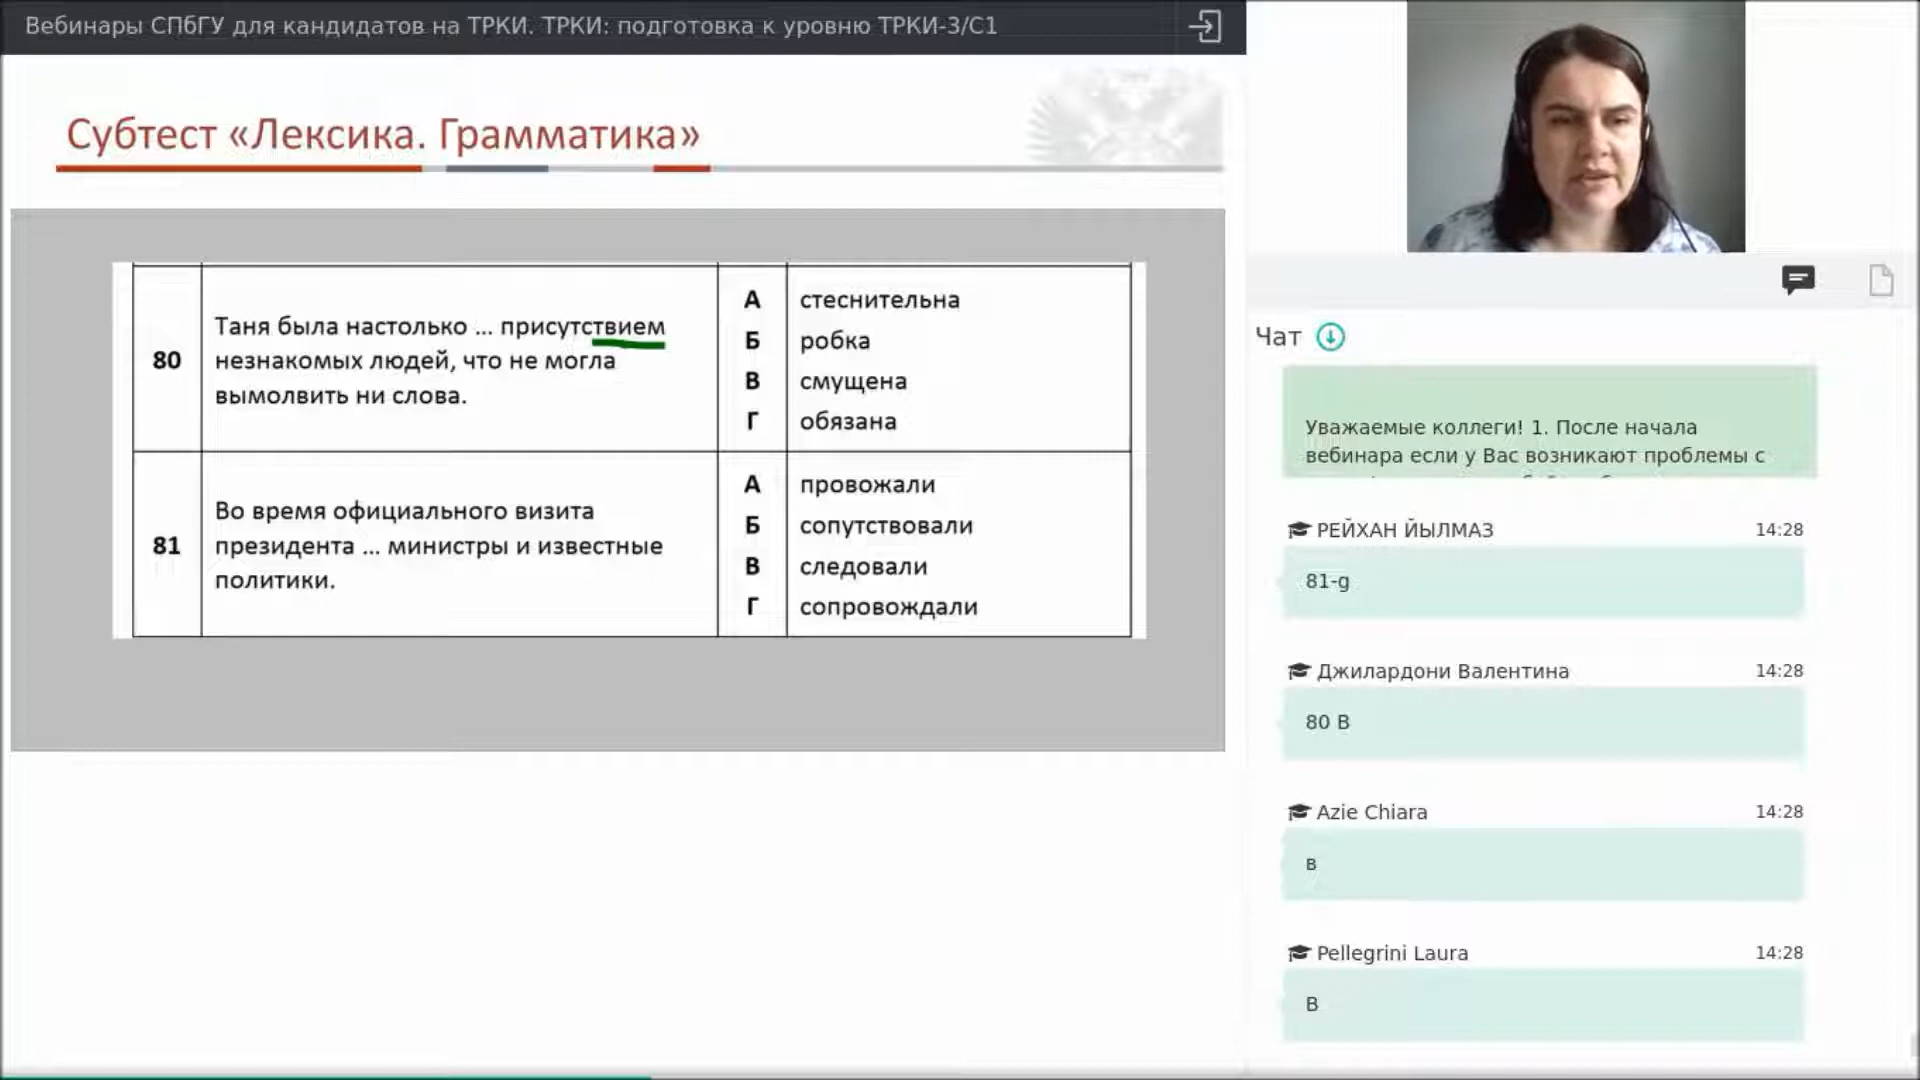 Вебинары СПбГУ для кандидатов на ТРКИ. ТРКИ: подготовка к уровню ТРКИ-3/С1
Субтест «Лексика. Грамматика»
80
Таня была настолько ... присутствием
незнакомых людей, что не могла
вымолвить ни слова.
А стеснительна
Б робка
В смущена
Г обязана
81
Во время официального визита
президента ... министры и известные
политики.
А провожали
Б сопутствовали
В следовали
Г сопровождали
Чат
Уважаемые коллеги! 1. После начала
вебинара если у Вас возникают проблемы с
РЕЙХАН ЙЫЛМАЗ 14:28
81-g
Джилардони Валентина 14:28
80 В
Azie Chiara 14:28
в
Pellegrini Laura 14:28
В